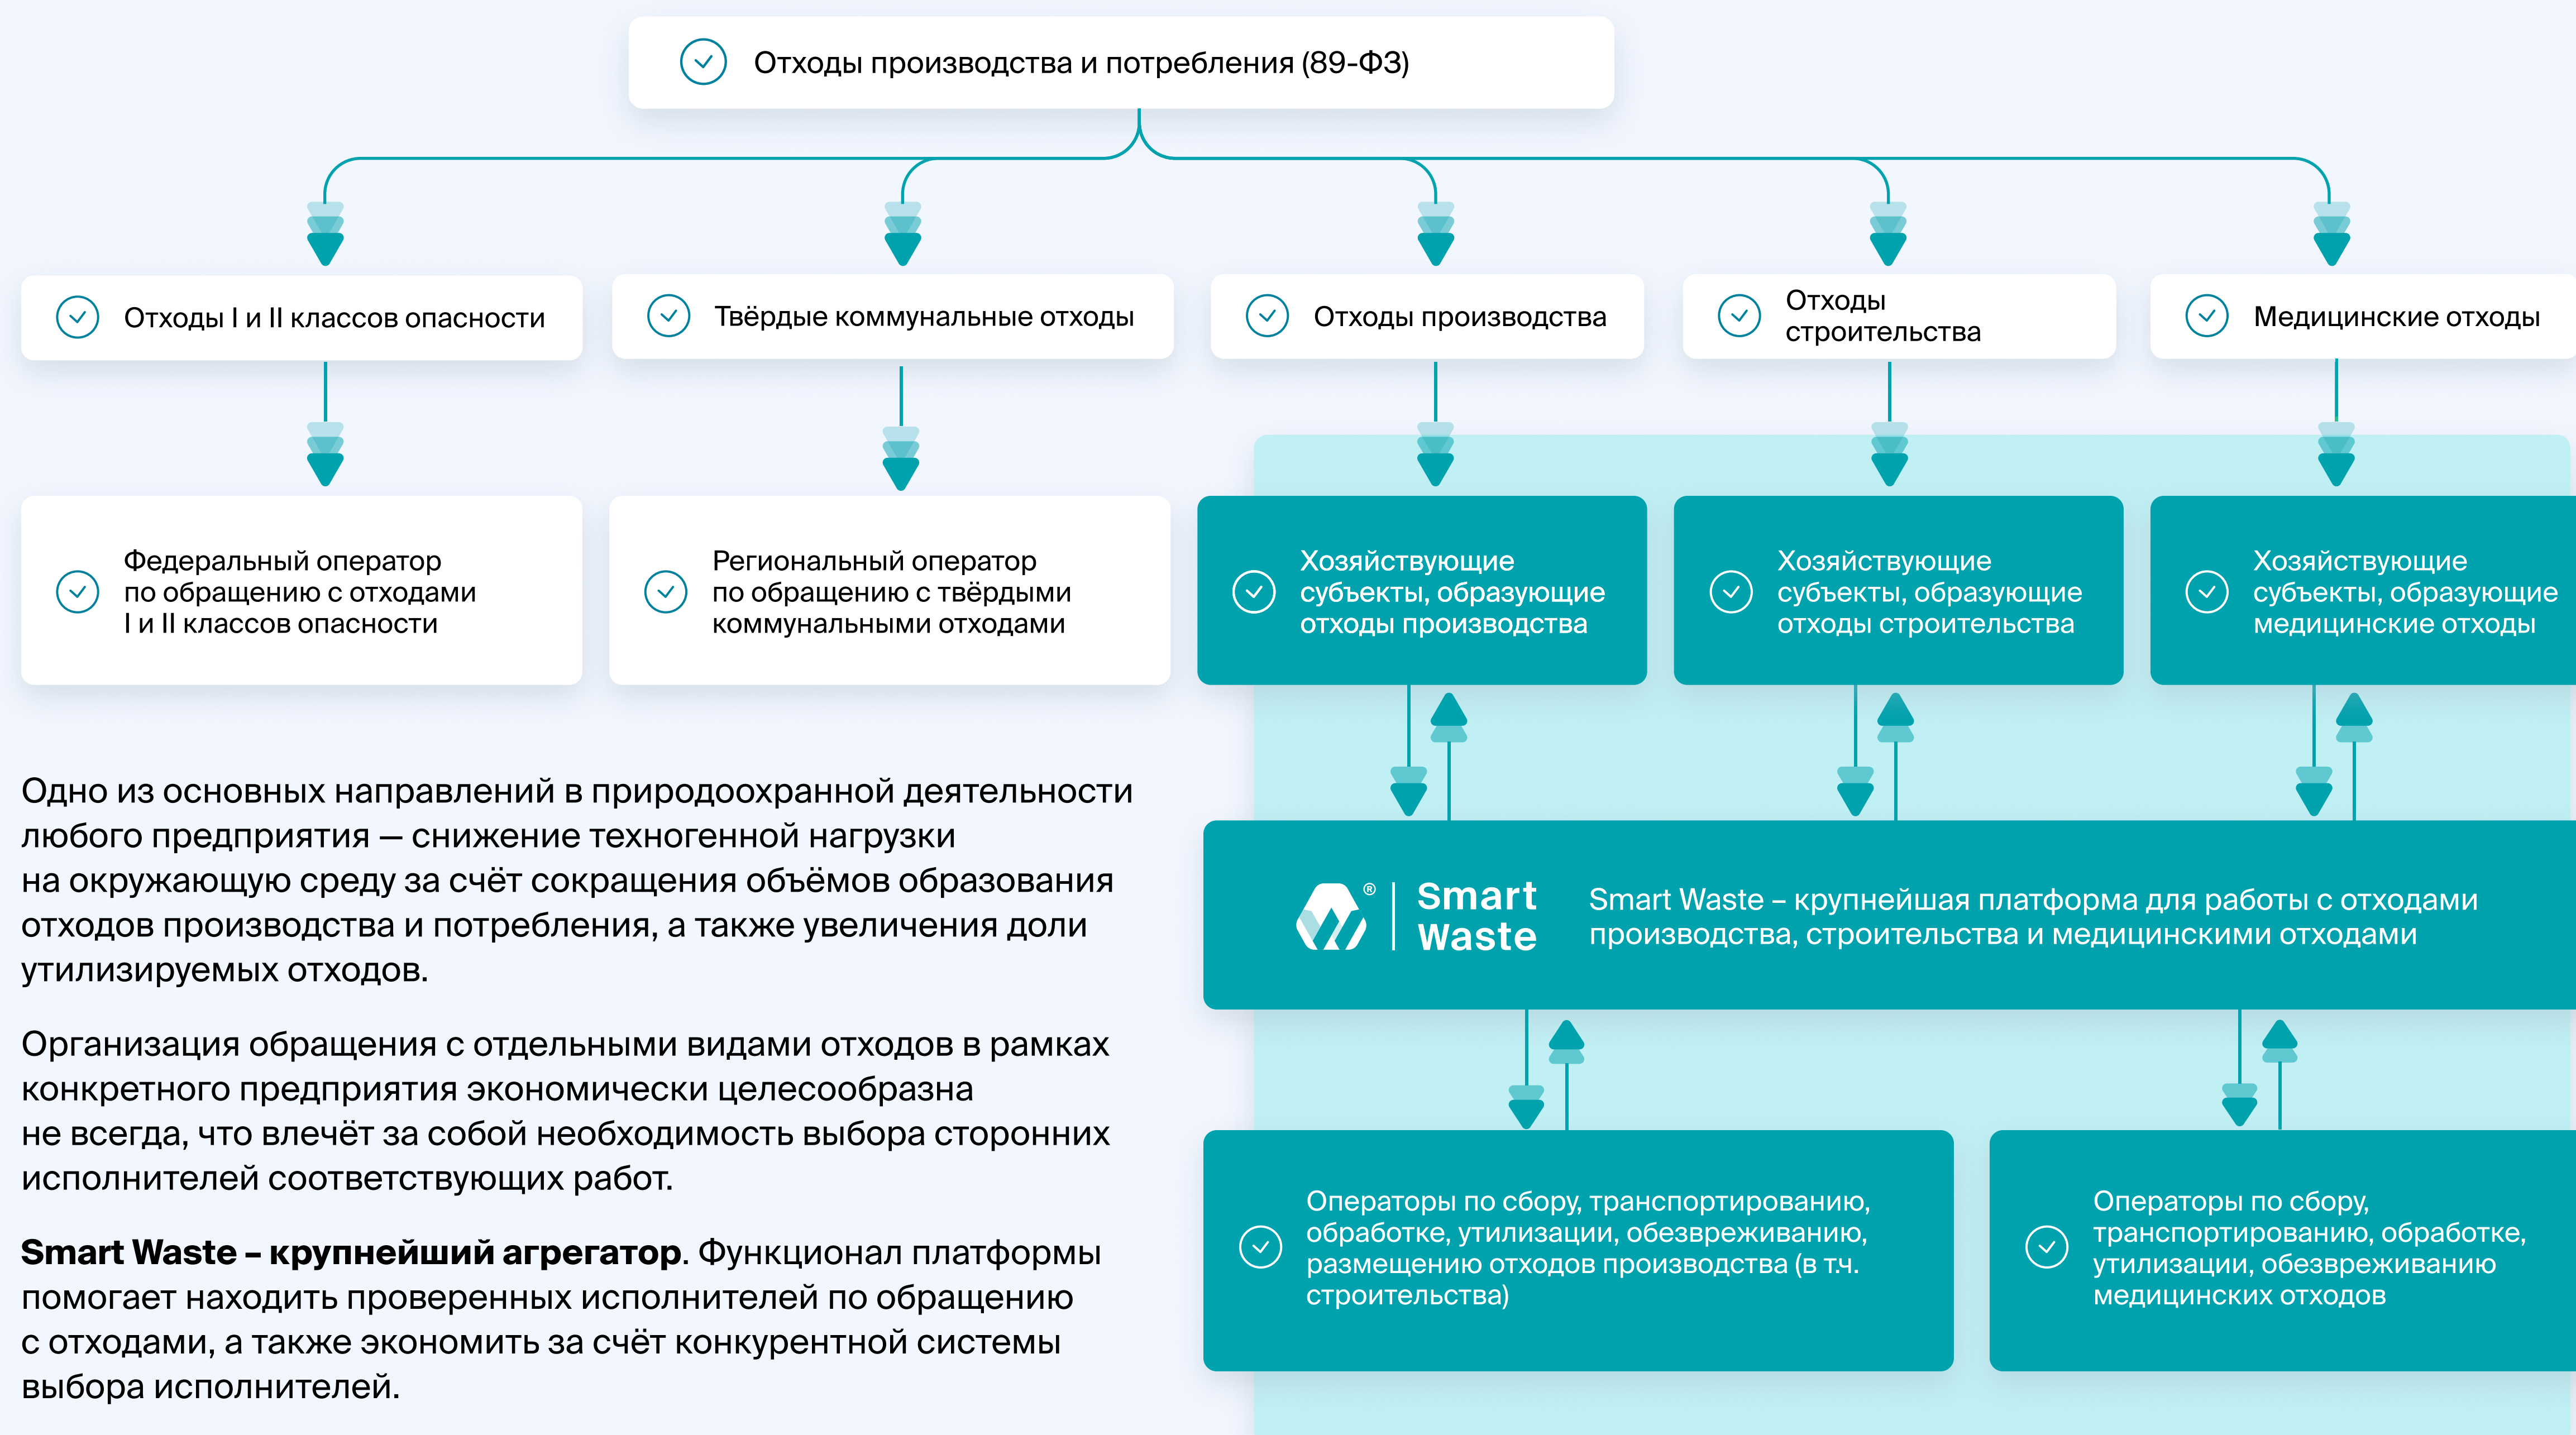 Отходы производства и потребления (89-ФЗ)
Отходы I и II классов опасности
Твёрдые коммунальные отходы
Отходы производства
Отходы
строительства
Медицинские отходы
Федеральный оператор
по обращению с отходами
I и II классов опасности
Региональный оператор
по обращению с твёрдыми
коммунальными отходами
Хозяйствующие
субъекты, образующие
отходы производства
Хозяйствующие
субъекты, образующие
отходы строительства
Хозяйствующие
субъекты, образующие
медицинские отходы
Одно из основных направлений в природоохранной деятельности
любого предприятия — снижение техногенной нагрузки
на окружающую среду за счёт сокращения объёмов образования
отходов производства и потребления, а также увеличения доли
утилизируемых отходов.
Организация обращения с отдельными видами отходов в рамках
конкретного предприятия экономически целесообразна
не всегда, что влечёт за собой необходимость выбора сторонних
исполнителей соответствующих работ.
Smart Waste – крупнейший агрегатор. Функционал платформы
помогает находить проверенных исполнителей по обращению
с отходами, а также экономить за счёт конкурентной системы
выбора исполнителей.
®
Smart
Waste
Smart Waste – крупнейшая платформа для работы с отходами
производства, строительства и медицинскими отходами
Операторы по сбору, транспортированию,
обработке, утилизации, обезвреживанию,
размещению отходов производства (в т.ч.
строительства)
Операторы по сбору,
транспортированию, обработке,
утилизации, обезвреживанию
медицинских отходов